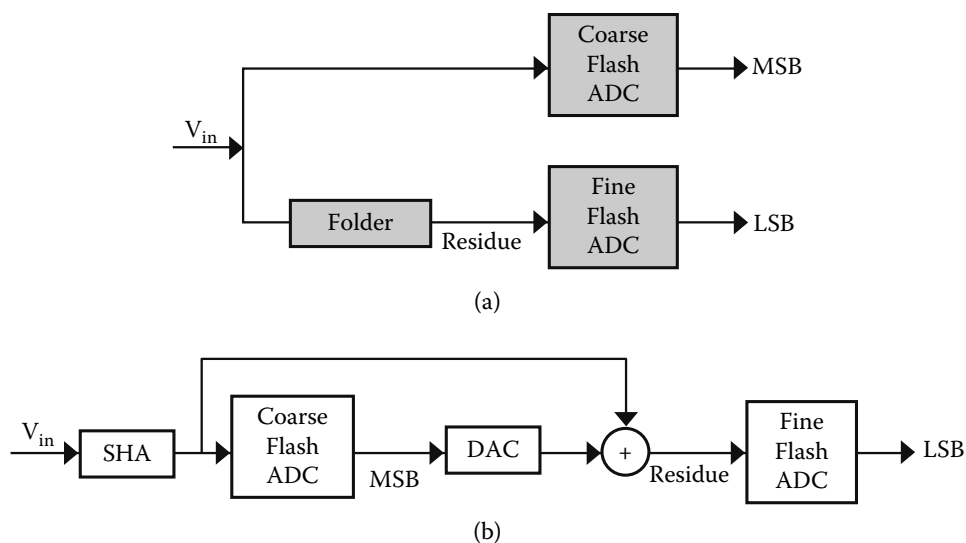 Coarse
Flash
ADC
MSB
V_in
Folder
Residue
Fine
Flash
ADC
LSB
(a)
V_in
SHA
Coarse
Flash
ADC
MSB
DAC
+
Residue
Fine
Flash
ADC
LSB
(b)